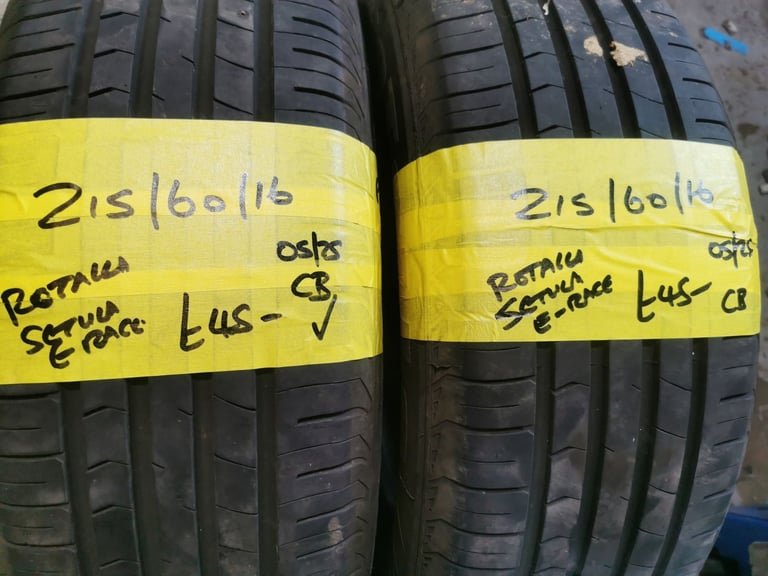 215/60/16
05/25
ROTALLA
SETULA
E RACE
£45-
CB
215/60/16
05/25
ROTALLA
SETULA
E-RACE
£45-
CB